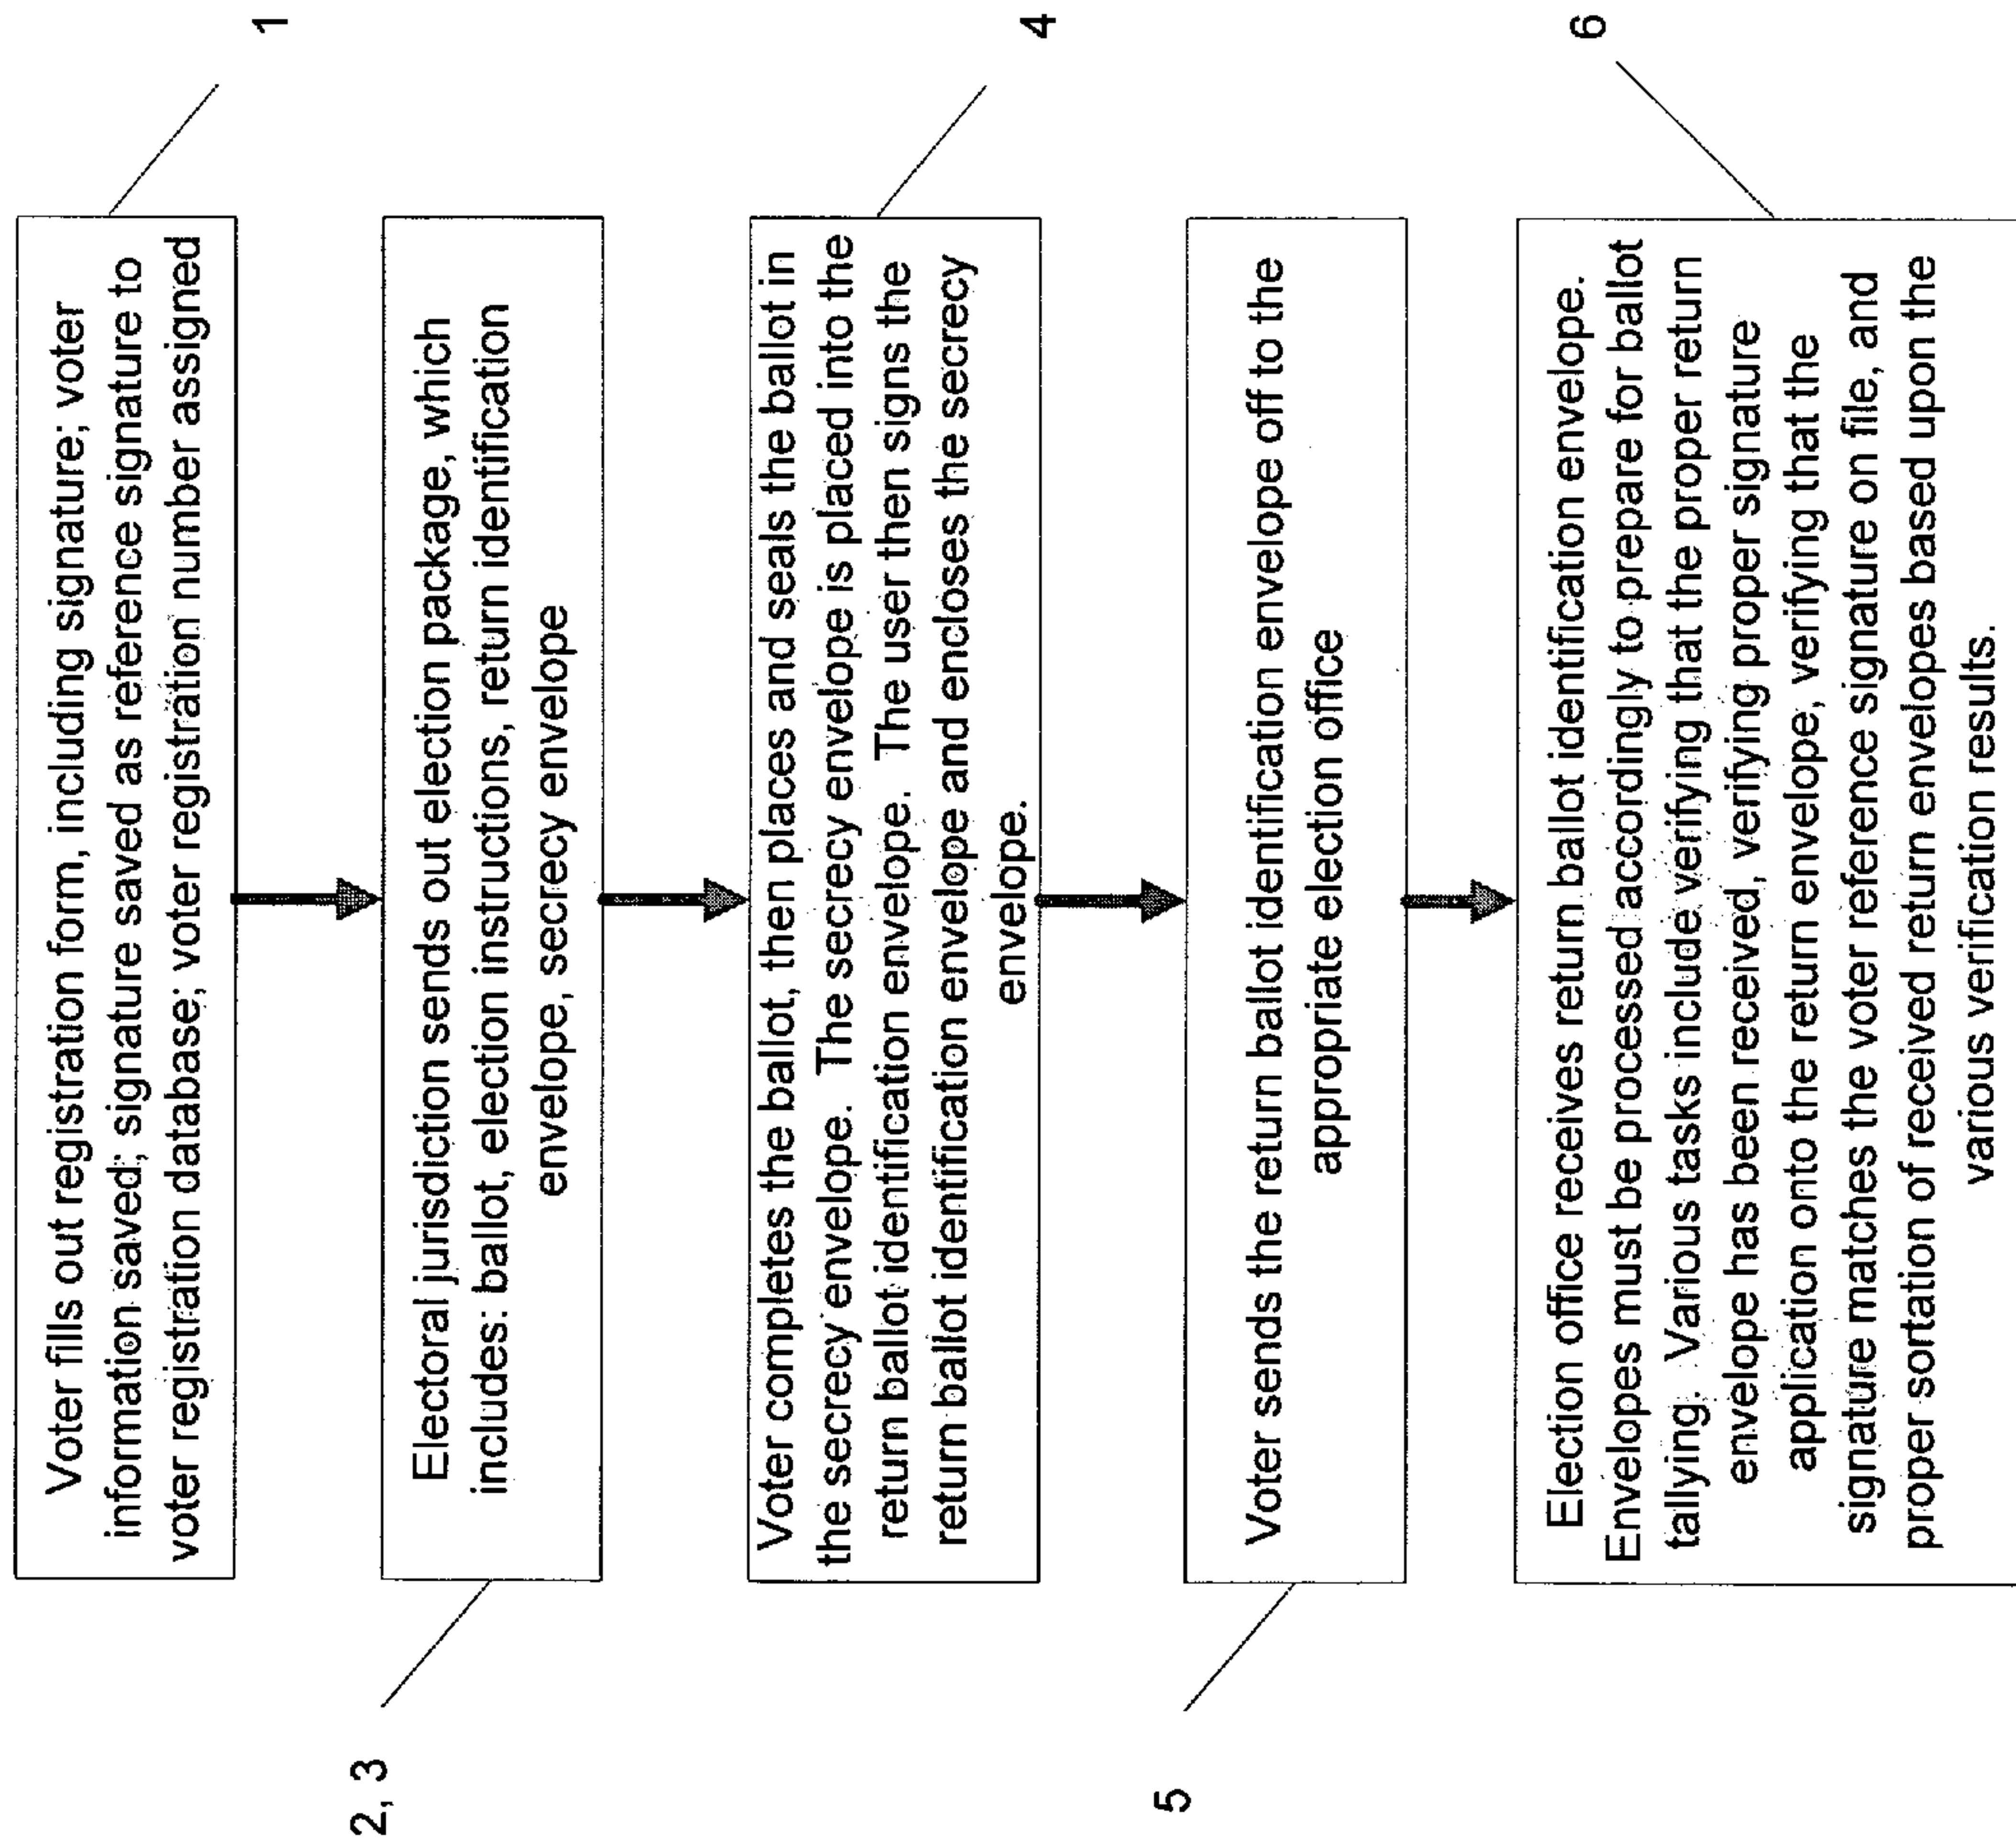 Voter fills out registration form, including signature; voter
information saved; signature saved as reference signature to
voter registration database; voter registration number assigned
1
Electoral jurisdiction sends out election package, which
includes: ballot, election instructions, return identification
envelope, secrecy envelope
2, 3
Voter completes the ballot, then places and seals the ballot in
the secrecy envelope. The secrecy envelope is placed into the
return ballot identification envelope. The user then signs the
return ballot identification envelope and encloses the secrecy
envelope.
4
Voter sends the return ballot identification envelope off to the
appropriate election office
5
Election office receives return ballot identification envelope.
Envelopes must be processed accordingly to prepare for ballot
tallying. Various tasks include verifying that the proper return
envelope has been received, verifying proper signature
application onto the return envelope, verifying that the
signature matches the voter reference signature on file, and
proper sortation of received return envelopes based upon the
various verification results.
6